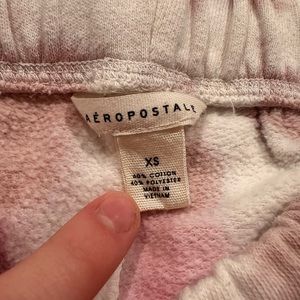 AÉROPOSTALE
XS
60% COTTON
40% POLYESTER
MADE IN
VIETNAM